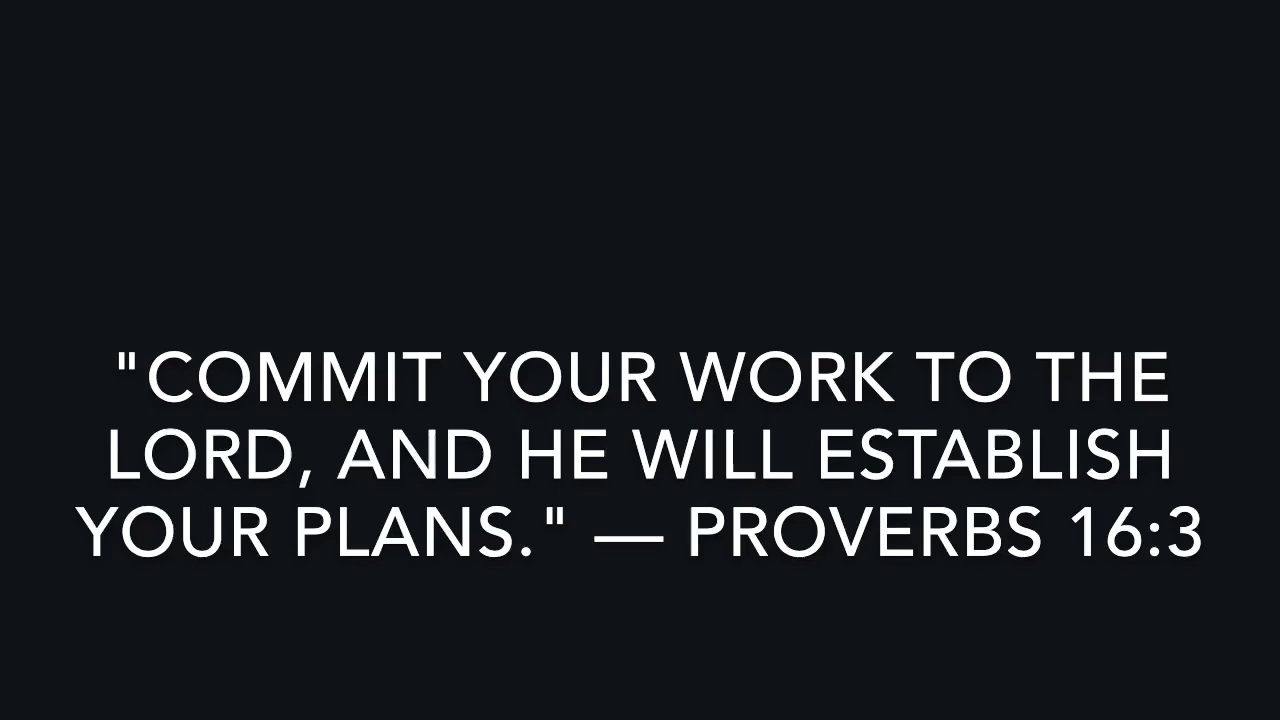 "COMMIT YOUR WORK TO THE
LORD, AND HE WILL ESTABLISH
YOUR PLANS." — PROVERBS 16:3